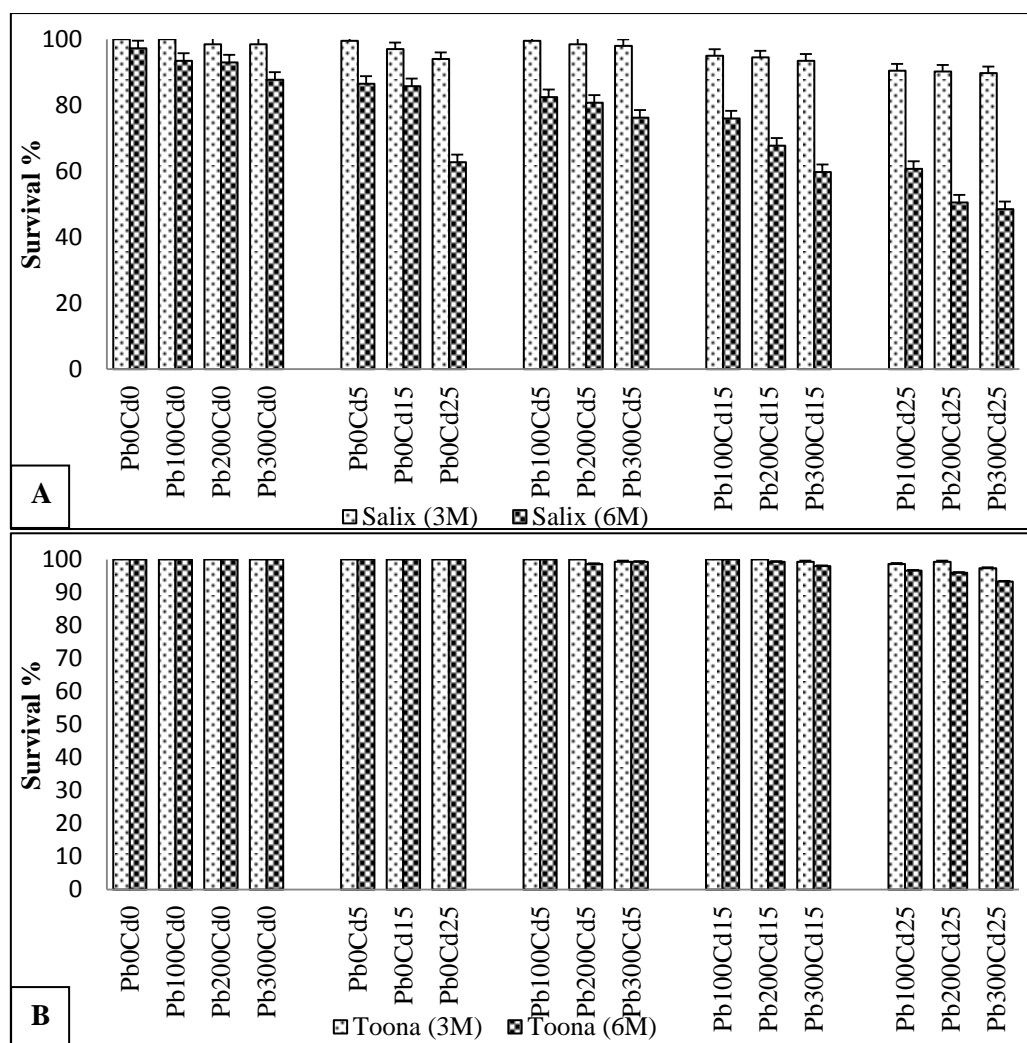 100
80
60
40
20
0
Survival %
Pb0Cd0
Pb100Cd0
Pb200Cd0
Pb300Cd0
Pb0Cd5
Pb0Cd15
Pb0Cd25
Pb100Cd5
Pb200Cd5
Pb300Cd5
Pb100Cd15
Pb200Cd15
Pb300Cd15
Pb100Cd25
Pb200Cd25
Pb300Cd25
A
Salix (3M) Salix (6M)
100
90
80
70
60
50
40
30
20
10
0
Survival %
Pb0Cd0
Pb100Cd0
Pb200Cd0
Pb300Cd0
Pb0Cd5
Pb0Cd15
Pb0Cd25
Pb100Cd5
Pb200Cd5
Pb300Cd5
Pb100Cd15
Pb200Cd15
Pb300Cd15
Pb100Cd25
Pb200Cd25
Pb300Cd25
B
Toona (3M) Toona (6M)